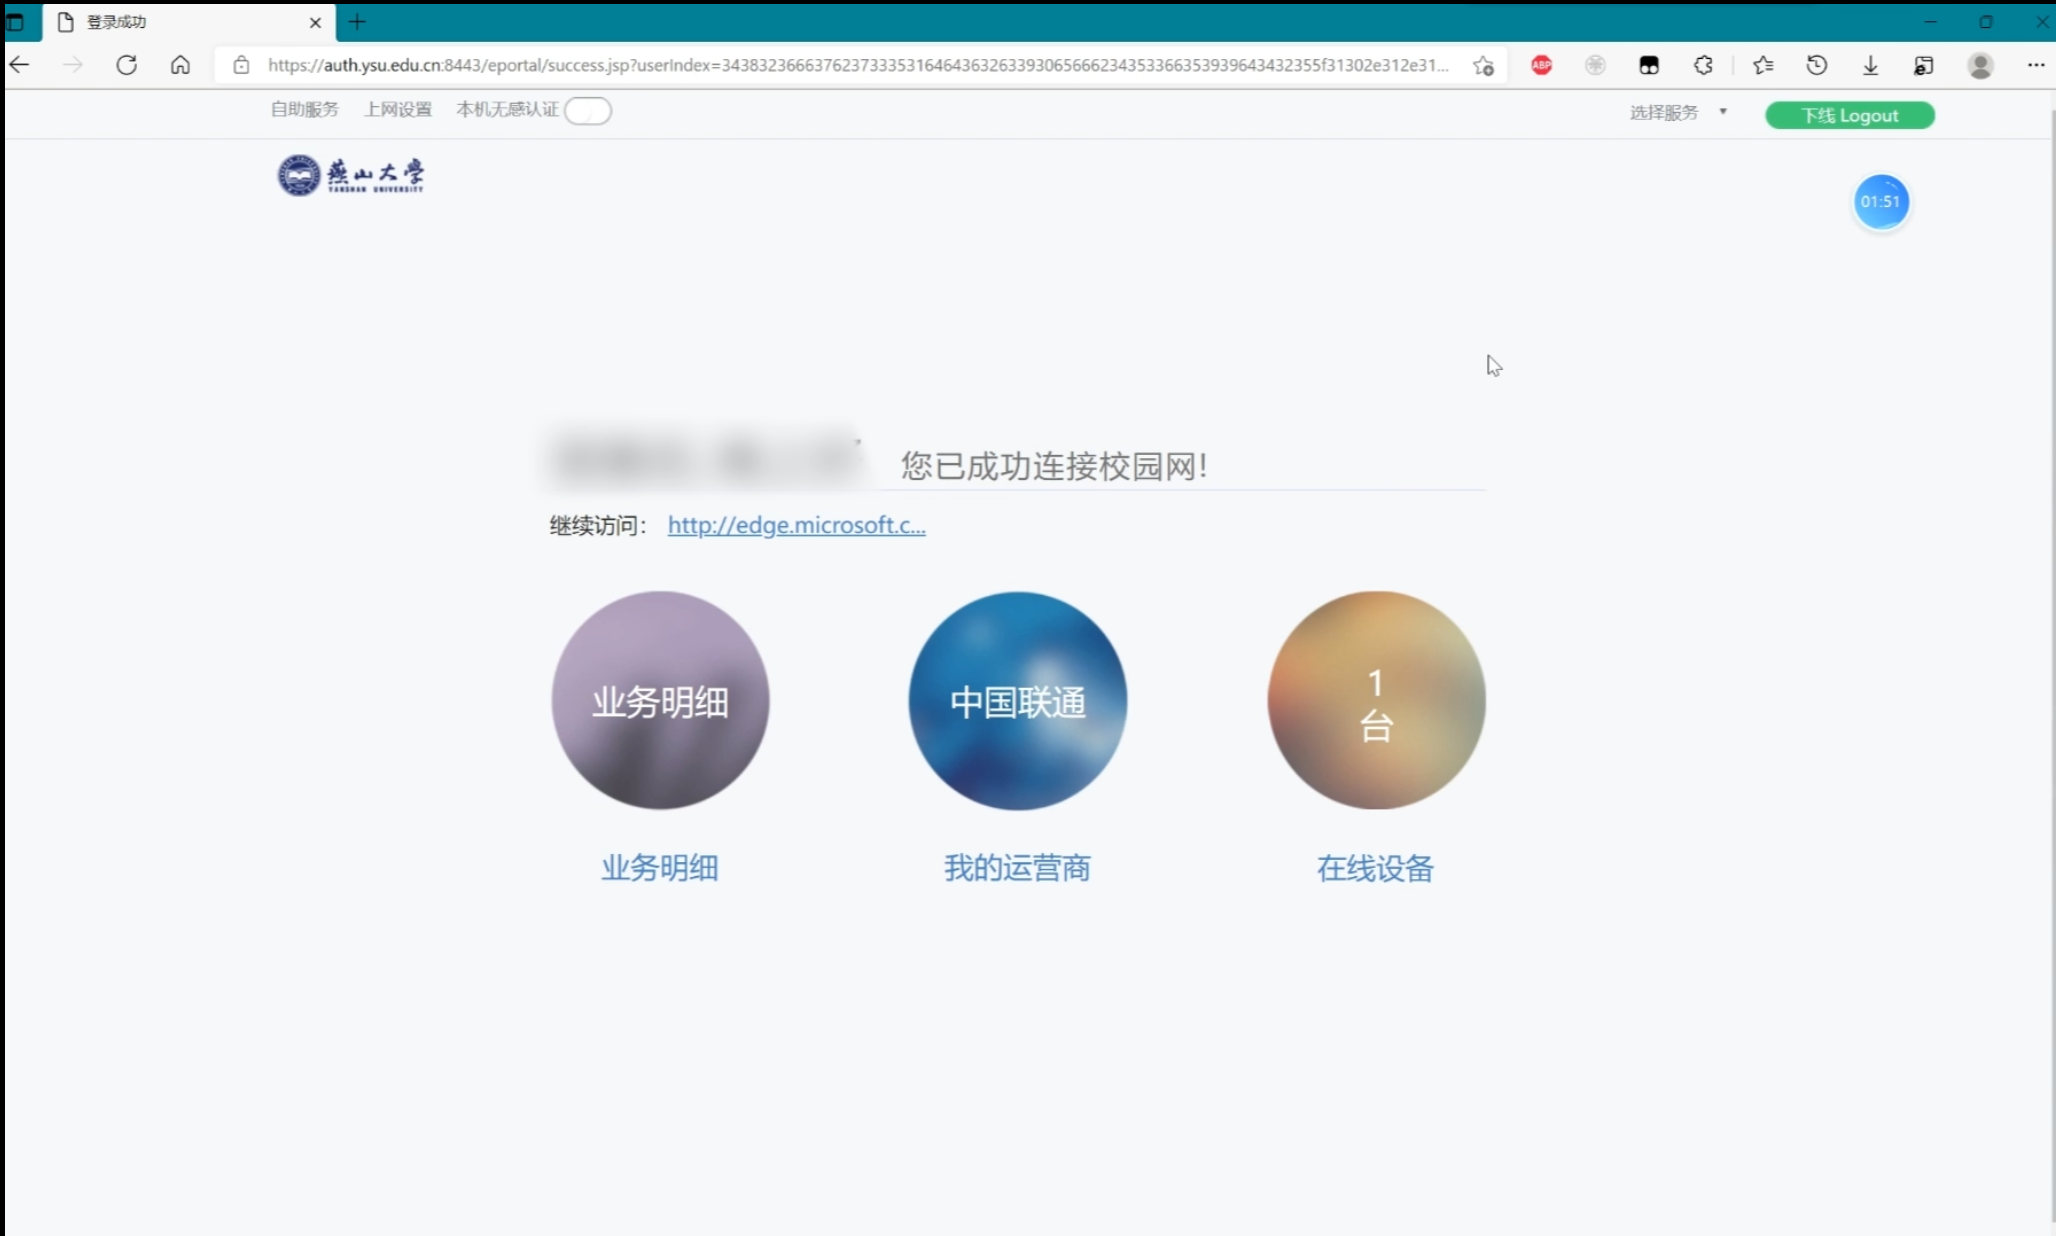 登录成功
https://auth.ysu.edu.cn:8443/eportal/success.jsp?userIndex=34383236663762373335316464363263393065666234353366353939643432355f31302e312e31...
ABP
自助服务 上网设置 本机无感认证 选择服务 下线 Logout
燕山大学
YANSHAN UNIVERSITY
01:51
您已成功连接校园网!
继续访问: http://edge.microsoft.c...
业务明细 中国联通 1
台
业务明细 我的运营商 在线设备